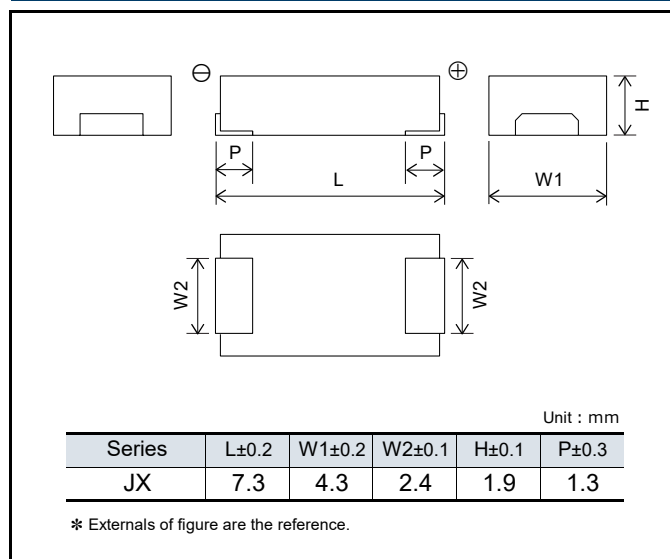 ⊖ ⊕
P P
L
H
W1
W2 W2
Unit : mm
Series L±0.2 W1±0.2 W2±0.1 H±0.1 P±0.3
JX 7.3 4.3 2.4 1.9 1.3
✻ Externals of figure are the reference.